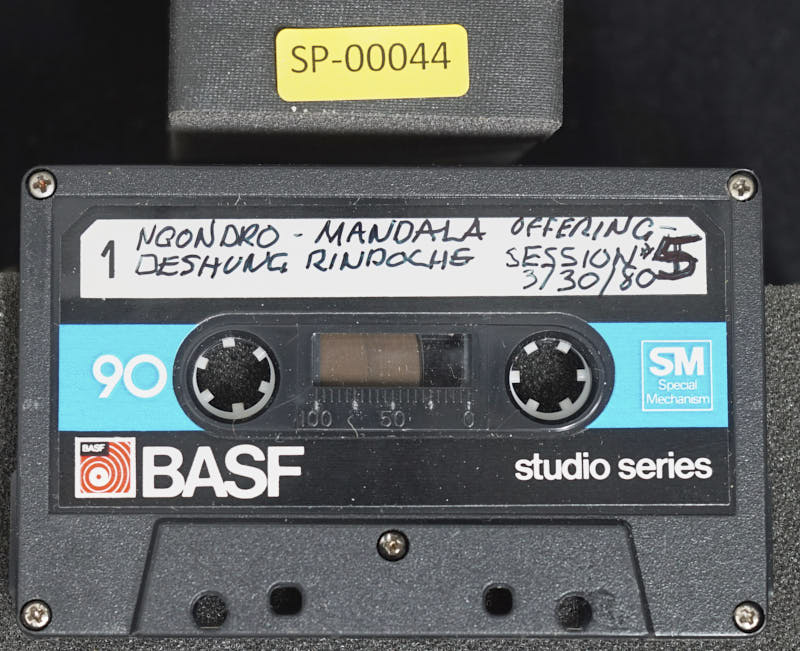 SP-00044
1 NGONDRO - MANDALA OFFERING -
DESHUNG RINPOCHE SESSION #5
3/30/80
90
SM
Special
Mechanism
100 50 0
BASF
BASF
studio series